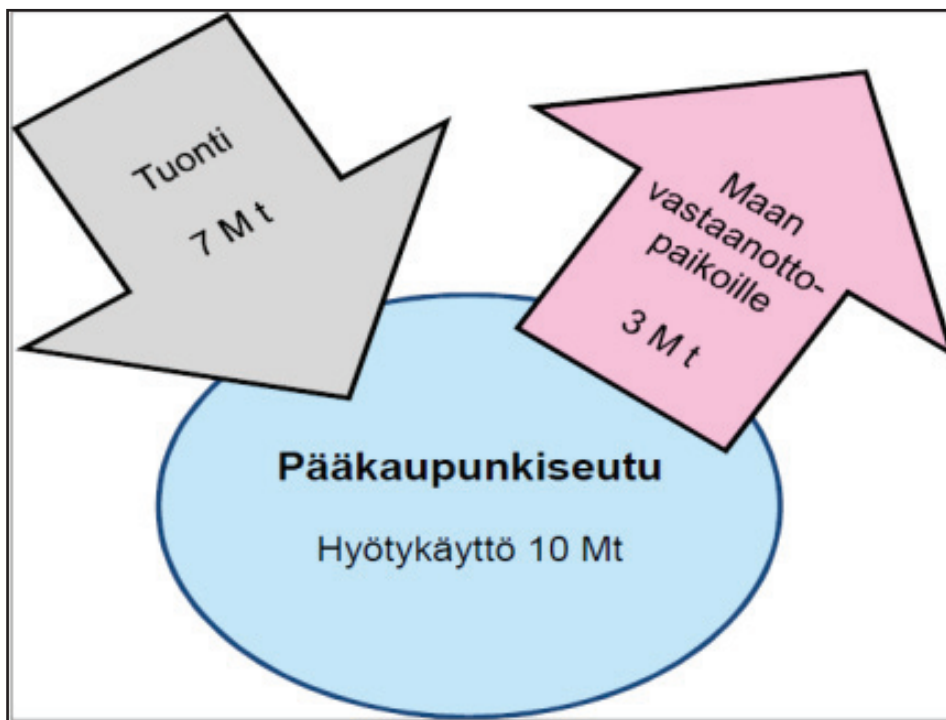 Tuonti
7 M t
Maan
vastaanotto-
paikoille
3 M t
Pääkaupunkiseutu
Hyötykäyttö 10 Mt